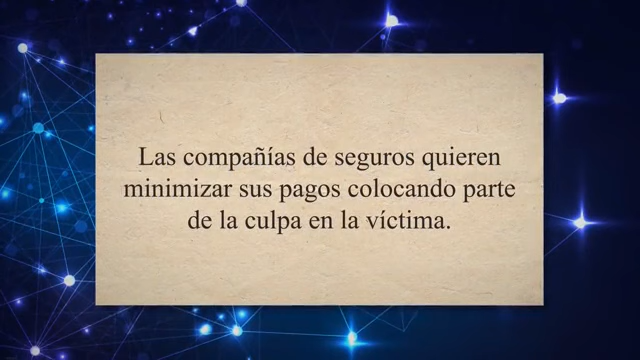 Las compañías de seguros quieren
minimizar sus pagos colocando parte
de la culpa en la víctima.